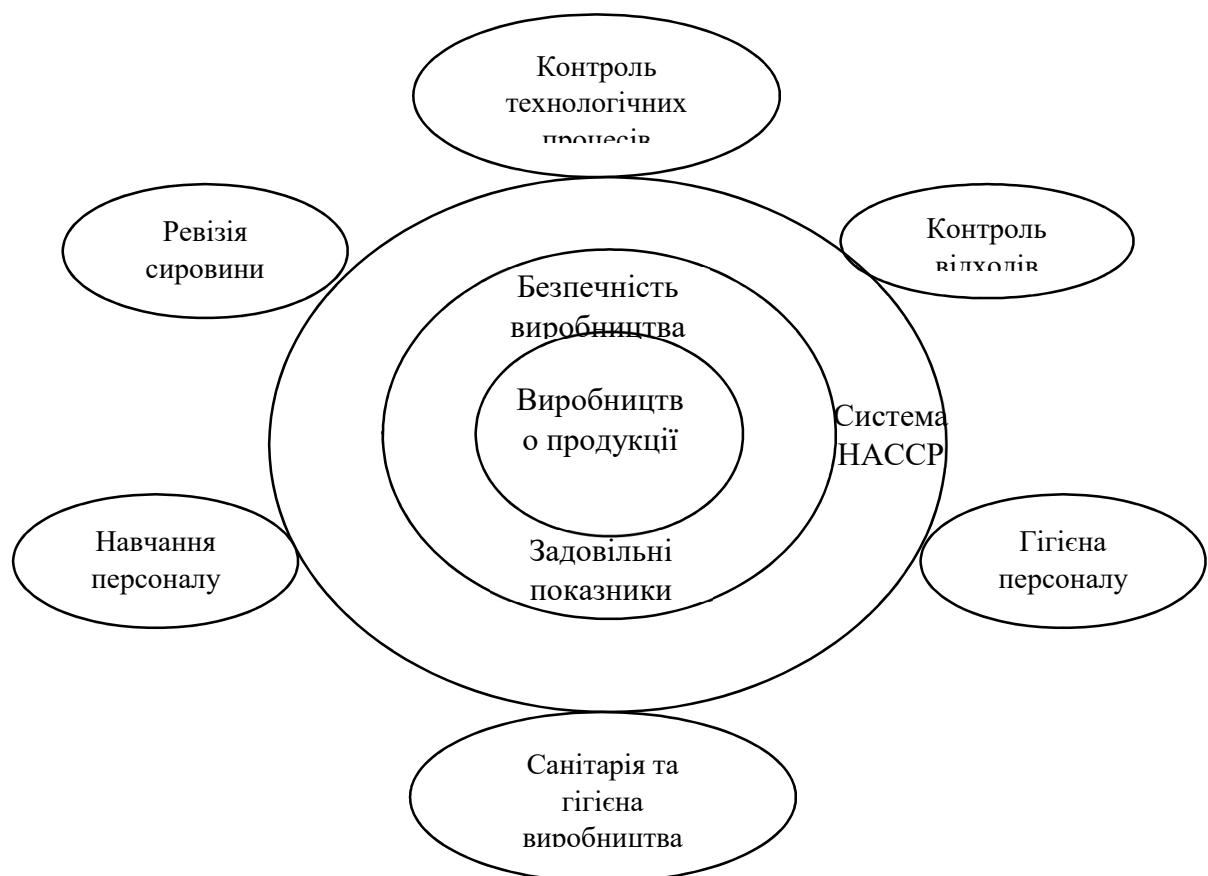 Контроль
технологічних
процесів
Ревізія
сировини
Контроль
відходів
Безпечність
виробництва
Виробництв
о продукції
Система
НАССР
Задовільні
показники
Навчання
персоналу
Гігієна
персоналу
Санітарія та
гігієна
виробництва